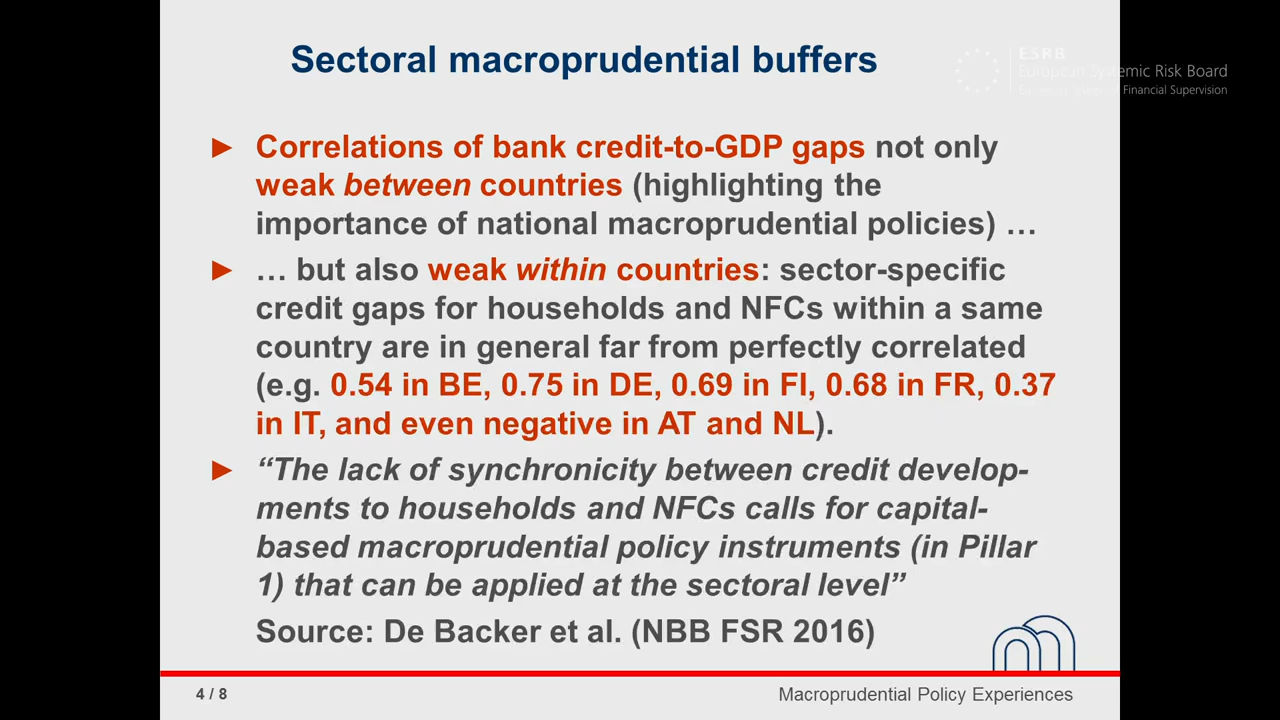 Sectoral macroprudential buffers
ESRB
European Systemic Risk Board
Financial Supervision
► Correlations of bank credit-to-GDP gaps not only
weak between countries (highlighting the
importance of national macroprudential policies) …
► … but also weak within countries: sector-specific
credit gaps for households and NFCs within a same
country are in general far from perfectly correlated
(e.g. 0.54 in BE, 0.75 in DE, 0.69 in FI, 0.68 in FR, 0.37
in IT, and even negative in AT and NL).
► “The lack of synchronicity between credit develop-
ments to households and NFCs calls for capital-
based macroprudential policy instruments (in Pillar
1) that can be applied at the sectoral level”
Source: De Backer et al. (NBB FSR 2016)
4 / 8
Macroprudential Policy Experiences